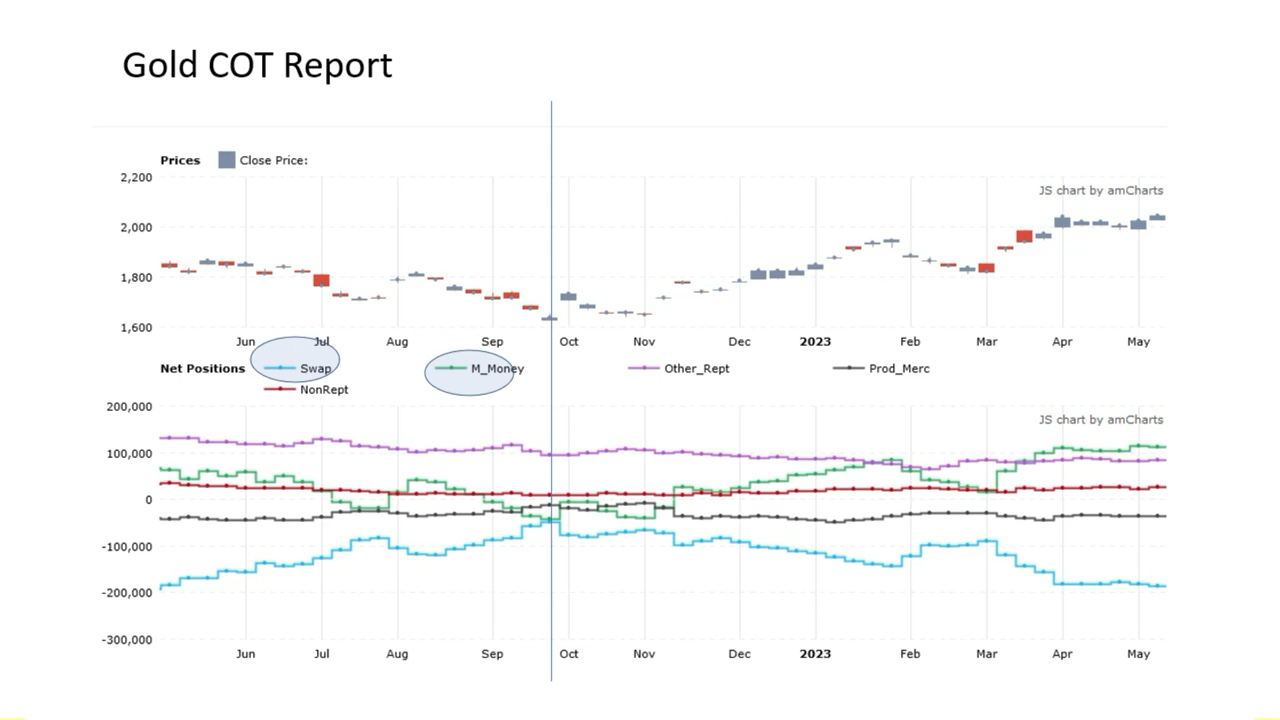 Gold COT Report
Prices Close Price:
JS chart by amCharts
2,200
2,000
1,800
1,600
Jun Jul Aug Sep Oct Nov Dec 2023 Feb Mar Apr May
Net Positions Swap M_Money Other_Rept Prod_Merc
NonRept
JS chart by amCharts
200,000
100,000
0
-100,000
-200,000
-300,000
Jun Jul Aug Sep Oct Nov Dec 2023 Feb Mar Apr May